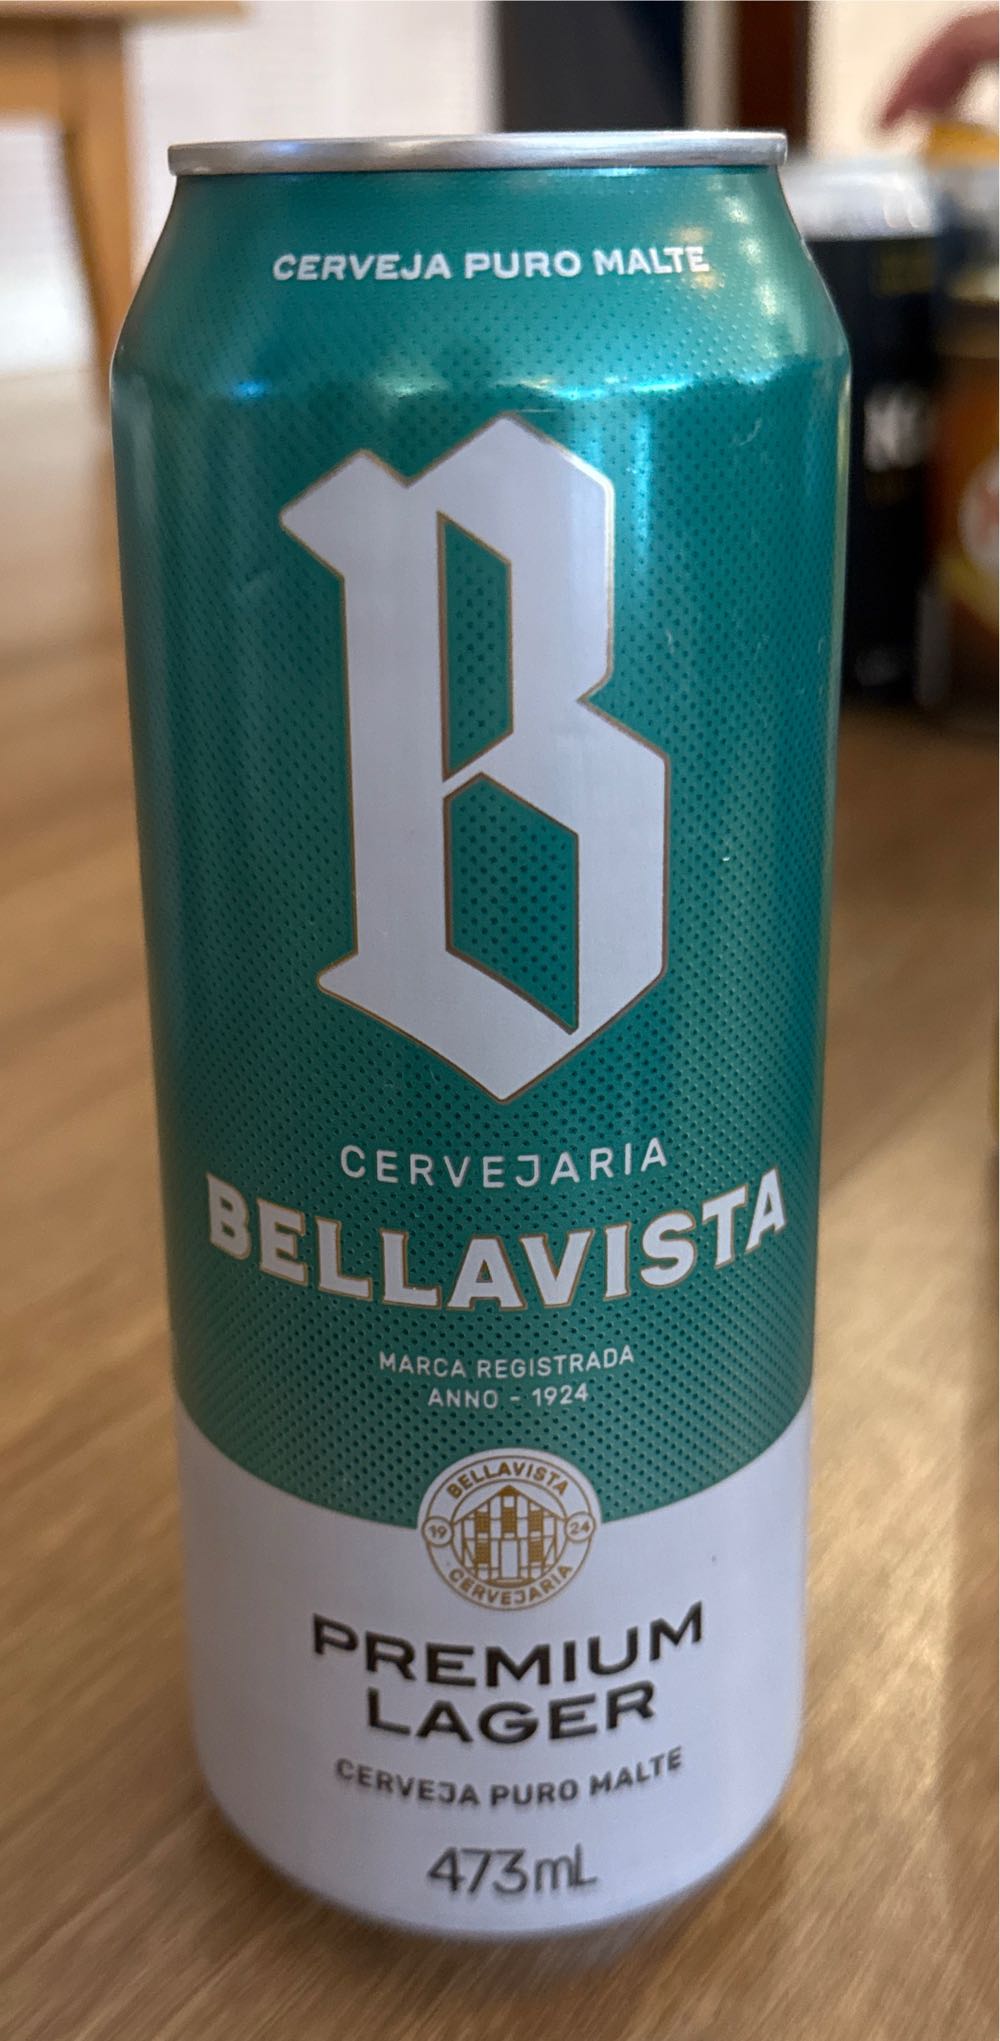 CERVEJA PURO MALTE
B
CERVEJARIA
BELLAVISTA
MARCA REGISTRADA
ANNO - 1924
BELLAVISTA
19 24
CERVEJARIA
PREMIUM
LAGER
CERVEJA PURO MALTE
473mL